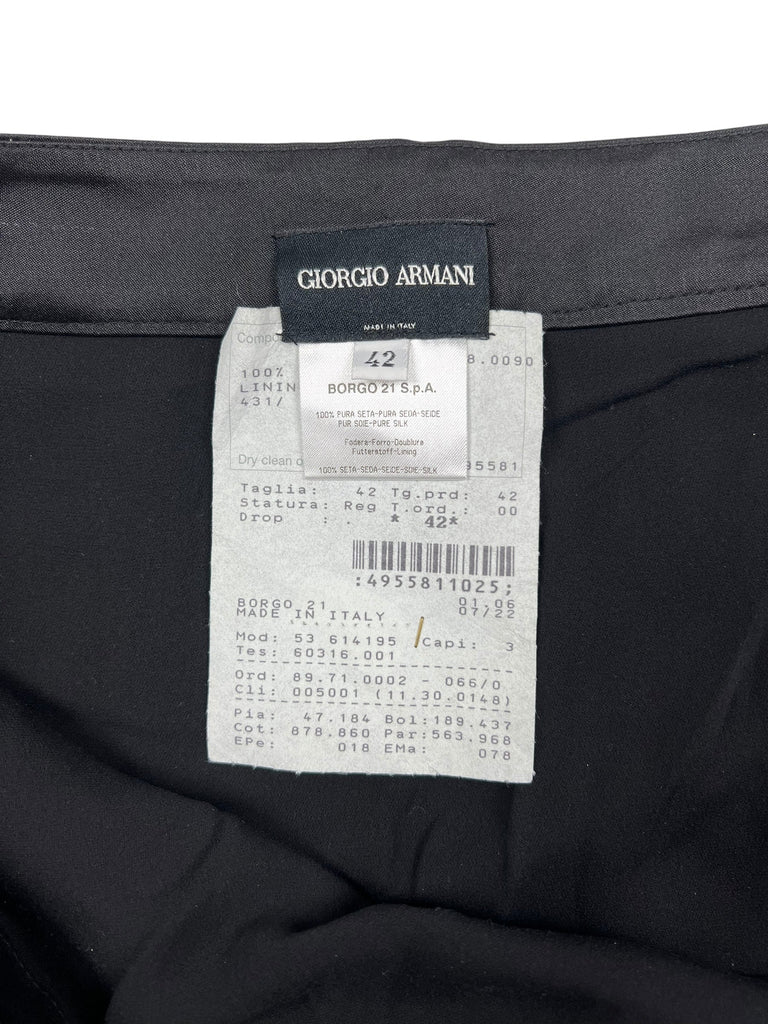 GIORGIO ARMANI
MADE IN ITALY
Compo
8.0090
42
100%
LININ
431/
BORGO 21 S.p.A.
100% PURA SETA-PURA SEDA-SEIDE
PUR SOIE-PURE SILK
Fodera-Forro-Doublure
Futterstoff-Lining
Dry clean o
95581
100% SETA-SEDA-SEIDE-SOIE-SILK
Taglia: 42 Tg.prd: 42
Statura: Reg T.ord.: 00
Drop : . * 42*
:4955811025;
BORGO 21 01.06
MADE IN ITALY 07/22
Mod: 53 614195 Capi: 3
Tes: 60316.001
Ord: 89.71.0002 - 066/0
Cli: 005001 (11.30.0148)
Pia: 47.184 Bol:189.437
Cot: 878.860 Par:563.968
EPe: 018 EMa: 078